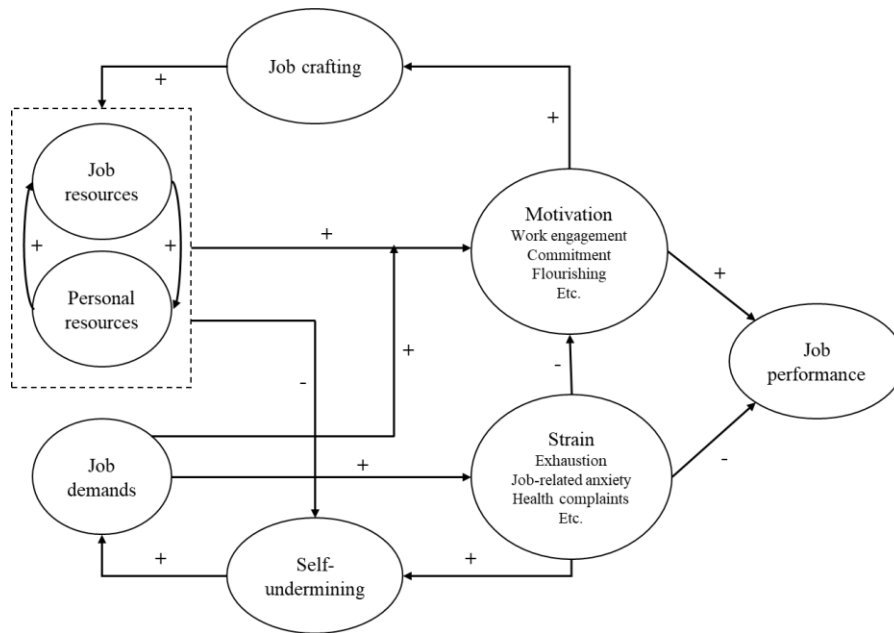 Job crafting
+
+
Job
resources
+
+
Personal
resources
+
Motivation
Work engagement
Commitment
Flourishing
Etc.
+
Job
performance
+
-
-
Job
demands
+
Strain
Exhaustion
Job-related anxiety
Health complaints
Etc.
-
Self-
undermining
+
+